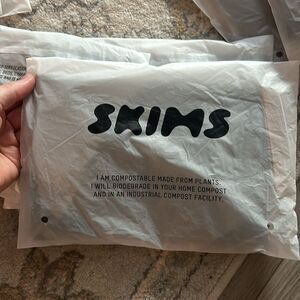 SKIMS
I AM COMPOSTABLE MADE FROM PLANTS.
I WILL BIODEGRADE IN YOUR HOME COMPOST
AND IN AN INDUSTRIAL COMPOST FACILITY.